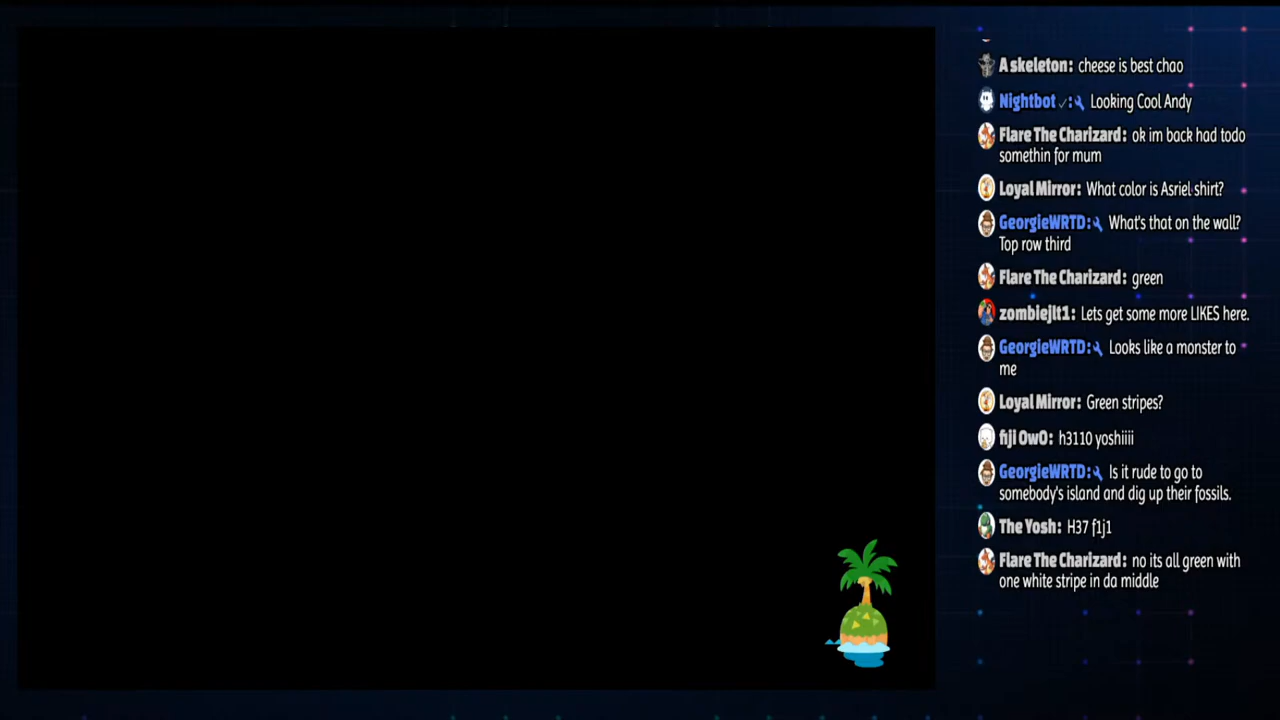 A skeleton: cheese is best chao
Nightbot ✓: Looking Cool Andy
Flare The Charizard: ok im back had todo
somethin for mum
Loyal Mirror: What color is Asriel shirt?
GeorgieWRTD: What's that on the wall?
Top row third
Flare The Charizard: green
zombiejlt1: Lets get some more LIKES here.
GeorgieWRTD: Looks like a monster to
me
Loyal Mirror: Green stripes?
fiji OwO: h3110 yoshiiii
GeorgieWRTD: Is it rude to go to
somebody's island and dig up their fossils.
The Yosh: H37 f1j1
Flare The Charizard: no its all green with
one white stripe in da middle